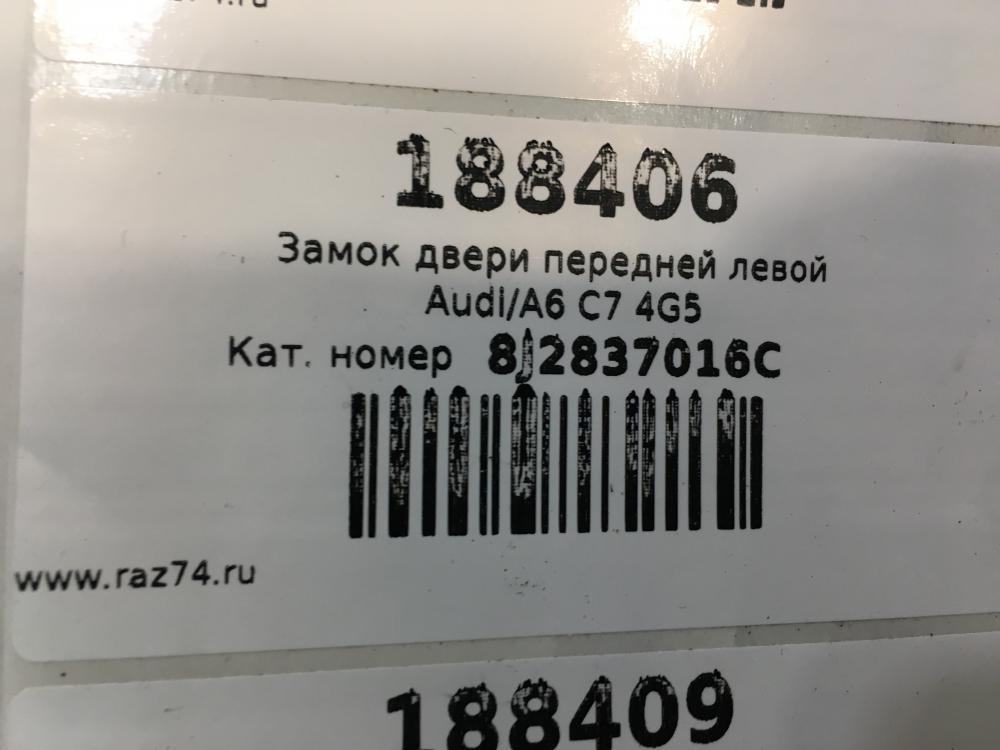 188406
Замок двери передней левой
Audi/A6 C7 4G5
Кат. номер 8J2837016C
www.raz74.ru
188409